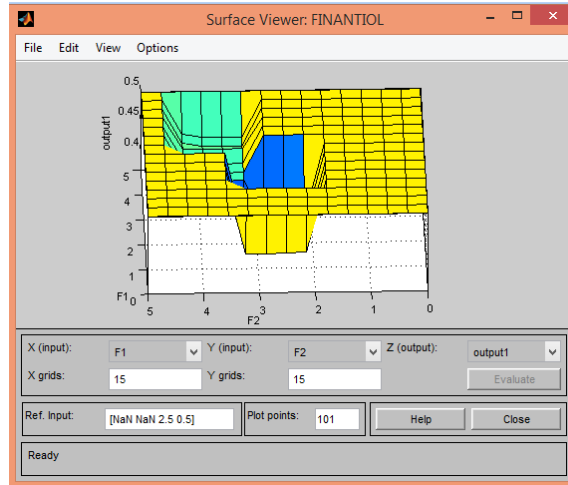 Surface Viewer: FINANTIOL
File Edit View Options
0.5
0.45
0.4
output1
5
4
3
2
1
F1 0
5 4 3 2 1 0
F2
X (input): F1 Y (input): F2 Z (output): output1
X grids: 15 Y grids: 15 Evaluate
Ref. Input: [NaN NaN 2.5 0.5] Plot points: 101 Help Close
Ready